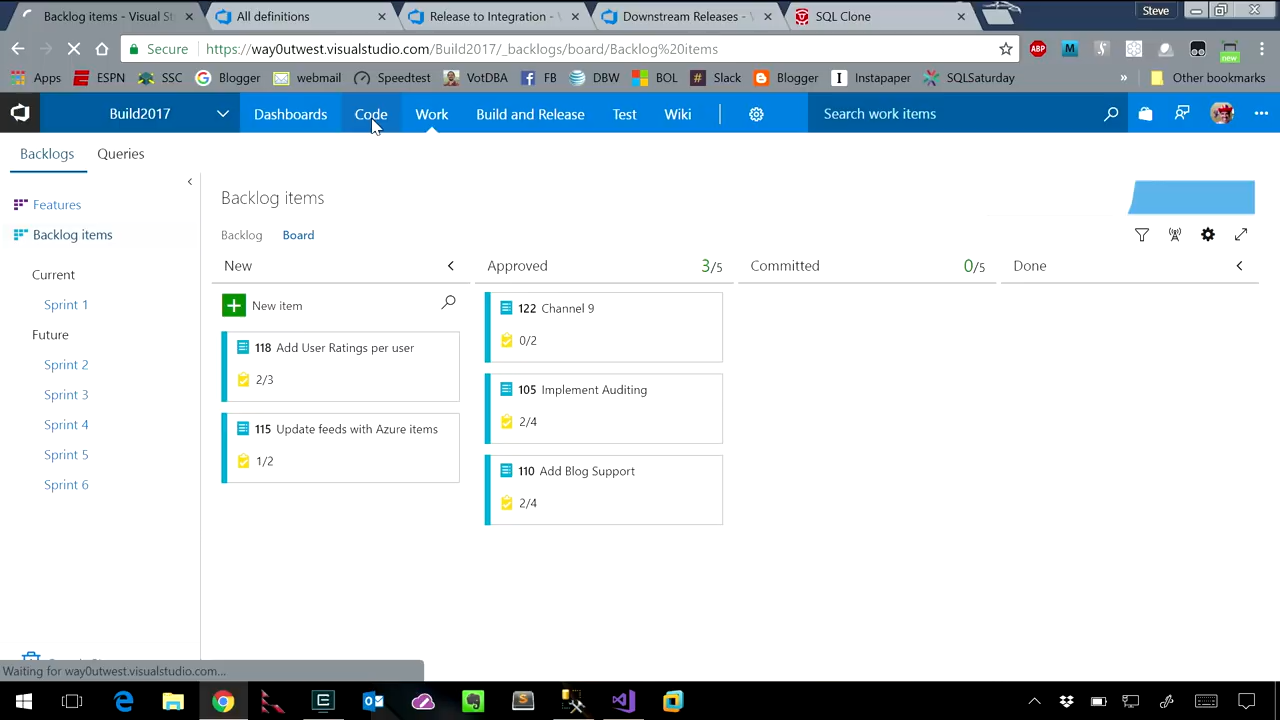 Backlog items - Visual St
All definitions
Release to Integration -
Downstream Releases -
SQL Clone
Steve
Secure
https://way0utwest.visualstudio.com/Build2017/_backlogs/board/Backlog%20items
ABP
M
new
Apps
ESPN
SSC
Blogger
webmail
Speedtest
VotDBA
FB
DBW
BOL
Slack
Blogger
Instapap
SQLSaturday
»
Other bookmarks
Build2017
Dashboards
Code
Work
Build and Release
Test
Wiki
Search work items
Backlogs
Queries
Features
Backlog items
Current
Sprint 1
Future
Sprint 2
Sprint 3
Sprint 4
Sprint 5
Sprint 6
Backlog items
Backlog
Board
New
Approved
3/5
Committed
0/5
Done
New item
118 Add User Ratings per user
2/3
115 Update feeds with Azure items
1/2
122 Channel 9
0/2
105 Implement Auditing
2/4
110 Add Blog Support
2/4
Waiting for way0utwest.visualstudio.com...